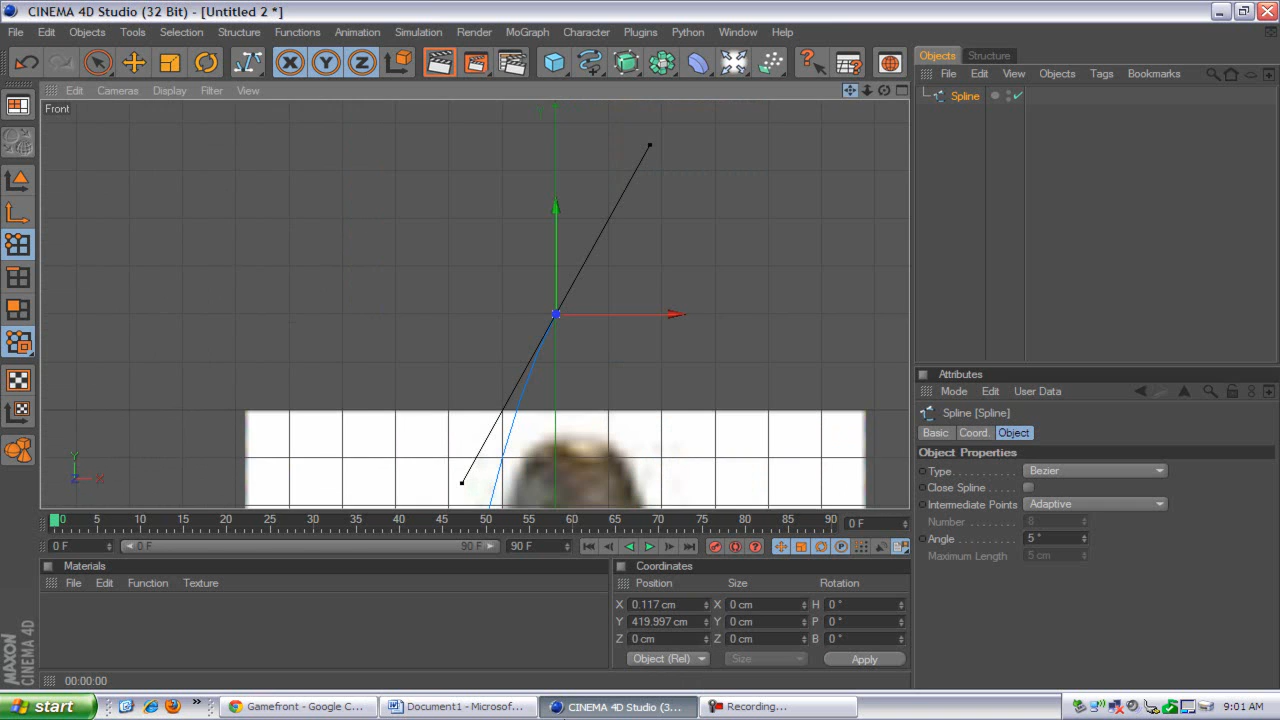 CINEMA 4D Studio (32 Bit) - [Untitled 2 *]
File Edit Objects Tools Selection Structure Functions Animation Simulation Render MoGraph Character Plugins Python Window Help
X Y Z
Objects Structure
File Edit View Objects Tags Bookmarks
Spline
Edit Cameras Display Filter View
Front
Y
Y
Z X
Attributes
Mode Edit User Data
Spline [Spline]
Basic Coord. Object
Object Properties
Type Bezier
Close Spline
Intermediate Points Adaptive
Number 8
Angle 5 °
Maximum Length 5 cm
0 5 10 15 20 25 30 35 40 45 50 55 60 65 70 75 80 85 90 0 F
0 F 0 F 90 F 90 F
Materials
File Edit Function Texture
Coordinates
Position Size Rotation
X 0.117 cm X 0 cm H 0 °
Y 419.997 cm Y 0 cm P 0 °
Z 0 cm Z 0 cm B 0 °
Object (Rel) Size Apply
MAXON
CINEMA 4D
00:00:00
start Gamefront - Google C... Document1 - Microsof... CINEMA 4D Studio (3... Recording... 9:01 AM